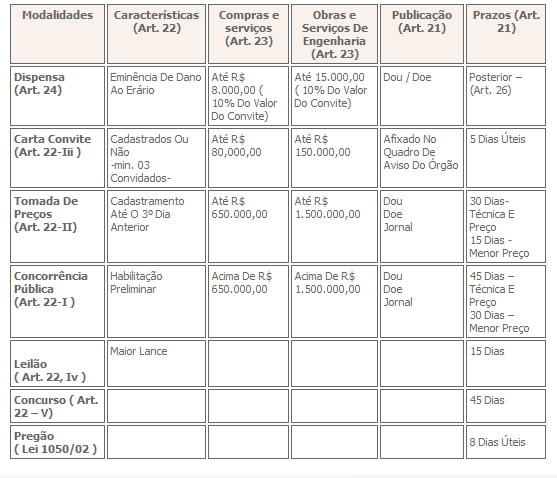 Modalidades
Características
(Art. 22)
Compras e
serviços
(Art. 23)
Obras e
Serviços De
Engenharia
(Art. 23)
Publicação
(Art. 21)
Prazos (Art.
21)
Dispensa
(Art. 24)
Eminência De Dano
Ao Erário
Até R$
8.000,00 (
10% Do Valor
Do Convite)
Até 15.000,00
( 10% Do Valor
Do Convite)
Dou / Doe
Posterior –
(Art. 26)
Carta Convite
(Art. 22-Iii )
Cadastrados Ou
Não
-min. 03
Convidados-
Até R$
80,000,00
Até R$
150.000,00
Afixado No
Quadro De
Aviso Do Órgão
5 Dias Úteis
Tomada De
Preços
(Art. 22-II)
Cadastramento
Até O 3º Dia
Anterior
Até R$
650.000,00
Até R$
1.500.000,00
Dou
Doe
Jornal
30 Dias-
Técnica E
Preço
15 Dias -
Menor Preço
Concorrência
Pública
(Art. 22-I )
Habilitação
Preliminar
Acima De R$
650.000,00
Acima De R$
1.500.000,00
Dou
Doe
Jornal
45 Dias –
Técnica E
Preço
30 Dias –
Menor Preço
Leilão
( Art. 22, Iv )
Maior Lance
15 Dias
Concurso ( Art.
22 – V)
45 Dias
Pregão
( Lei 1050/02 )
8 Dias Úteis